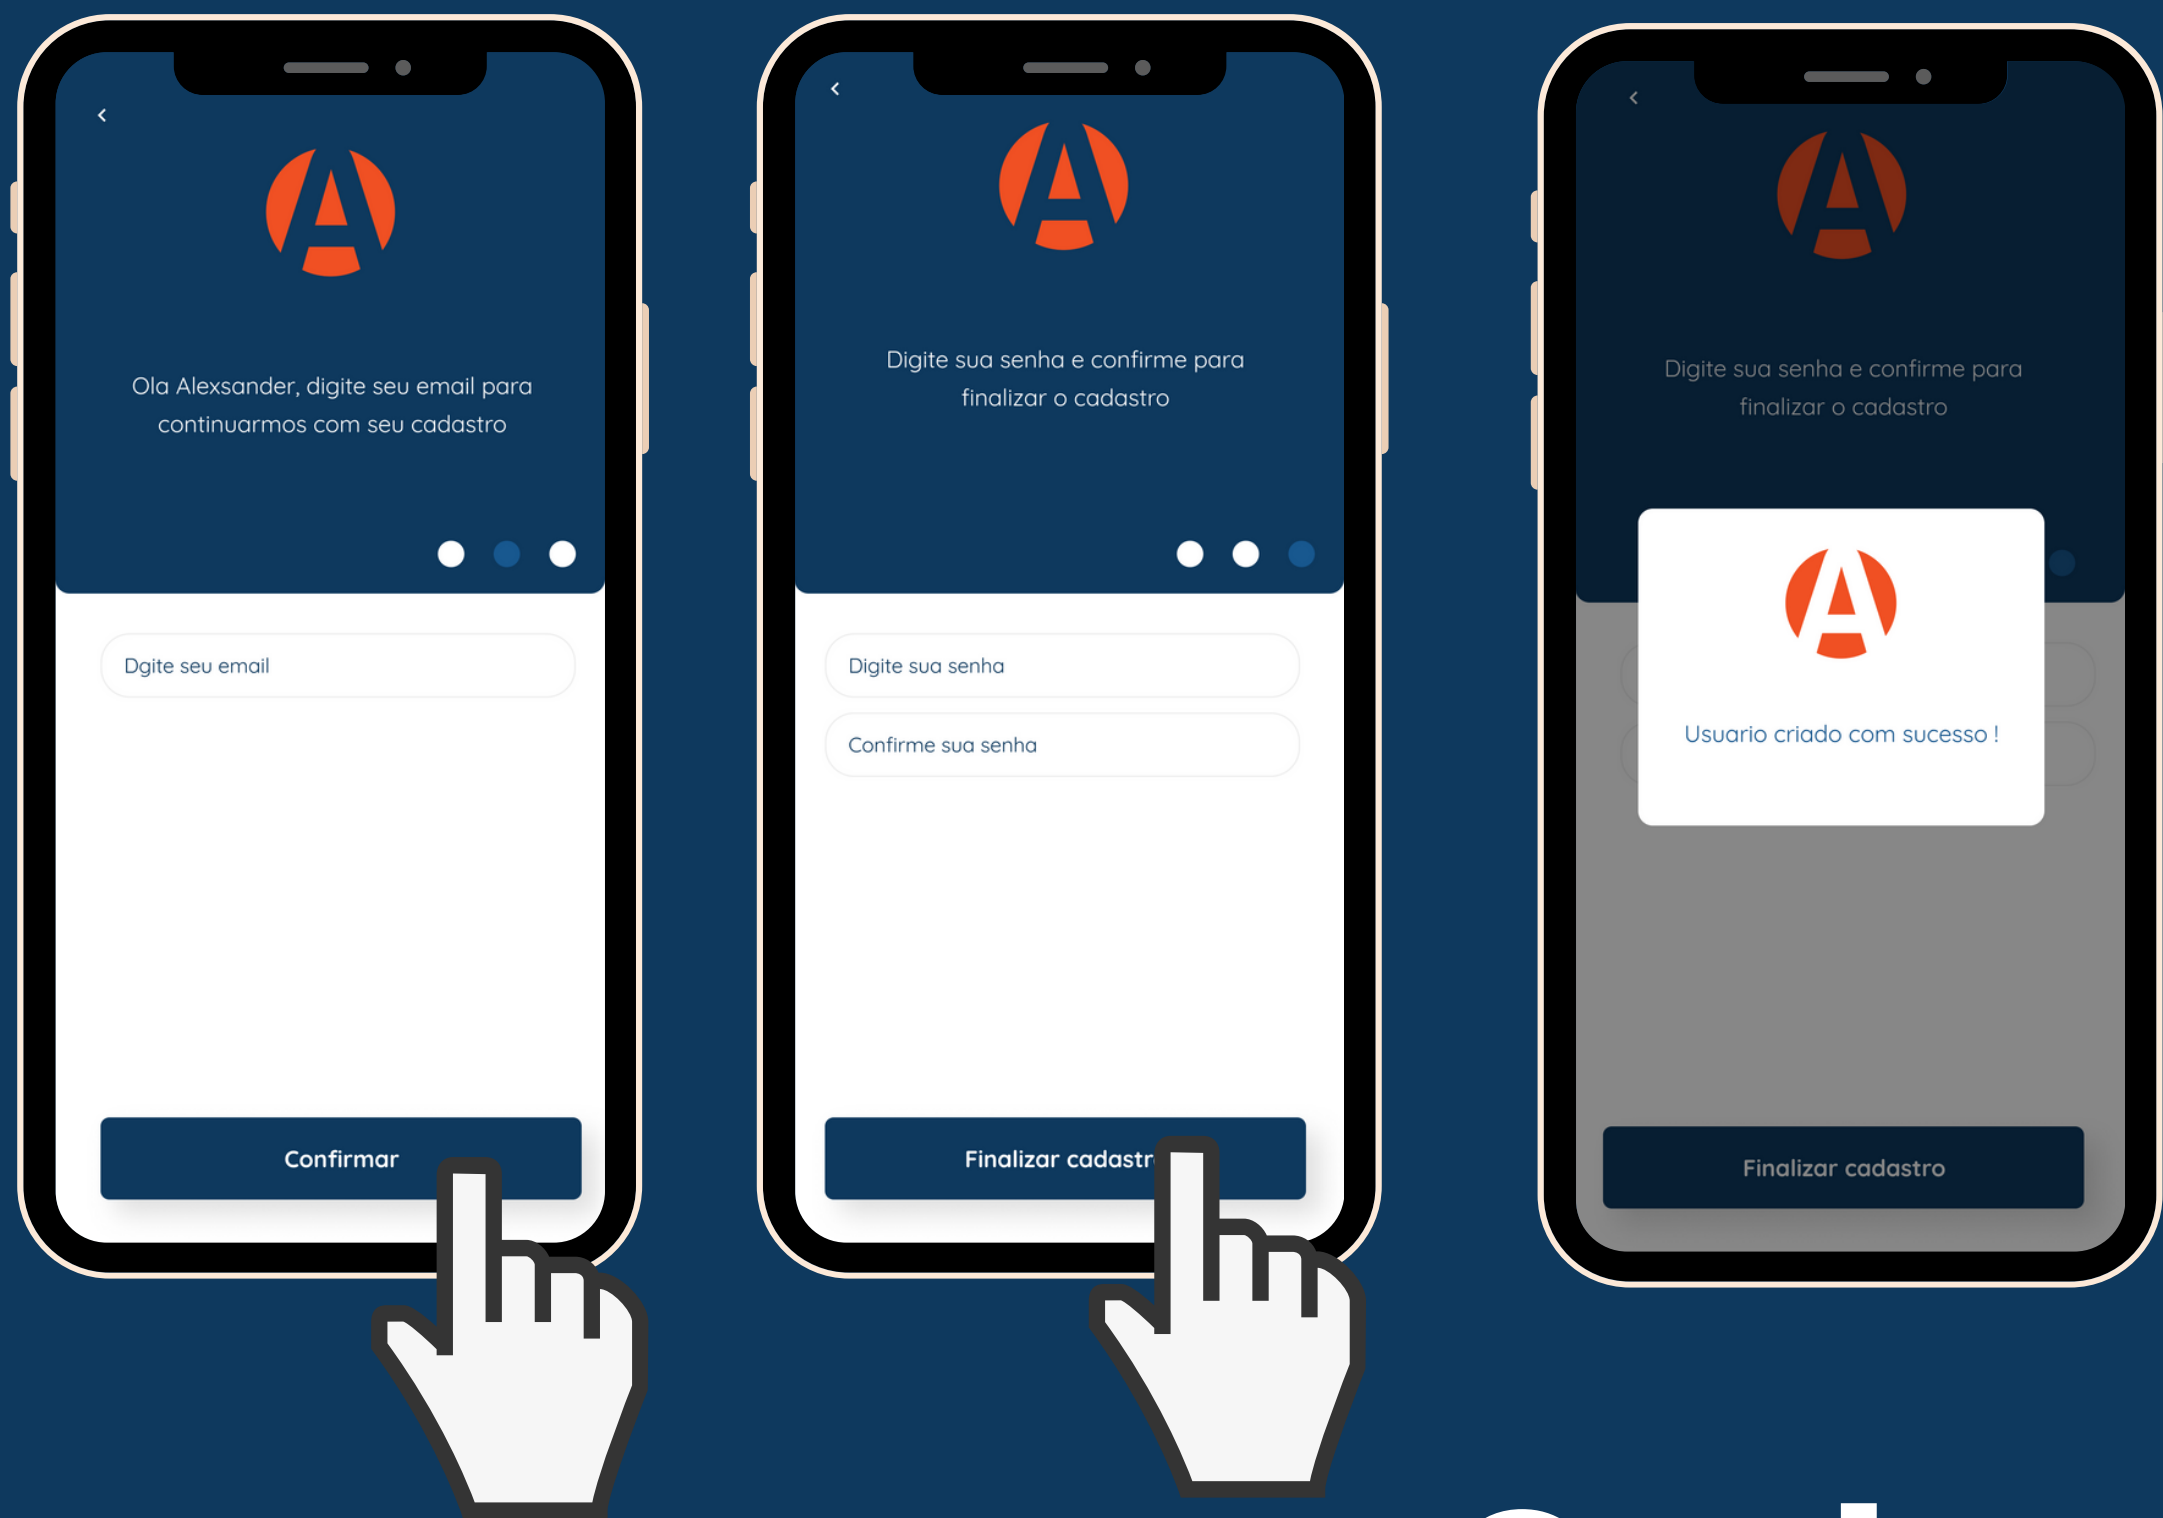 Ola Alexsander, digite seu email para
continuarmos com seu cadastro
Dgite seu email
Confirmar
Digite sua senha e confirme para
finalizar o cadastro
Digite sua senha
Confirme sua senha
Finalizar cadastr
Digite sua senha e confirme para
finalizar o cadastro
Usuario criado com sucesso !
Finalizar cadastro